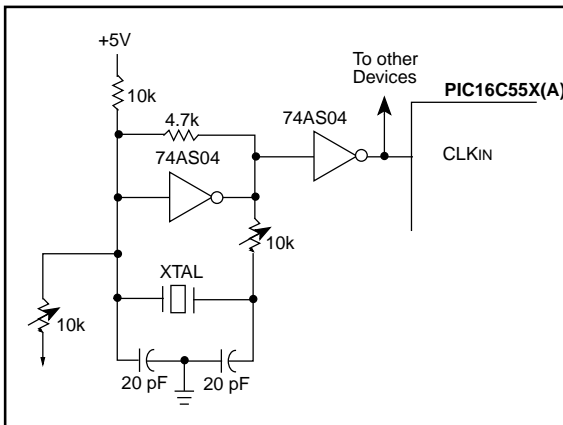 +5V
To other
Devices
PIC16C55X(A)
10k
4.7k
74AS04
74AS04
CLKIN
10k
XTAL
10k
20 pF
20 pF